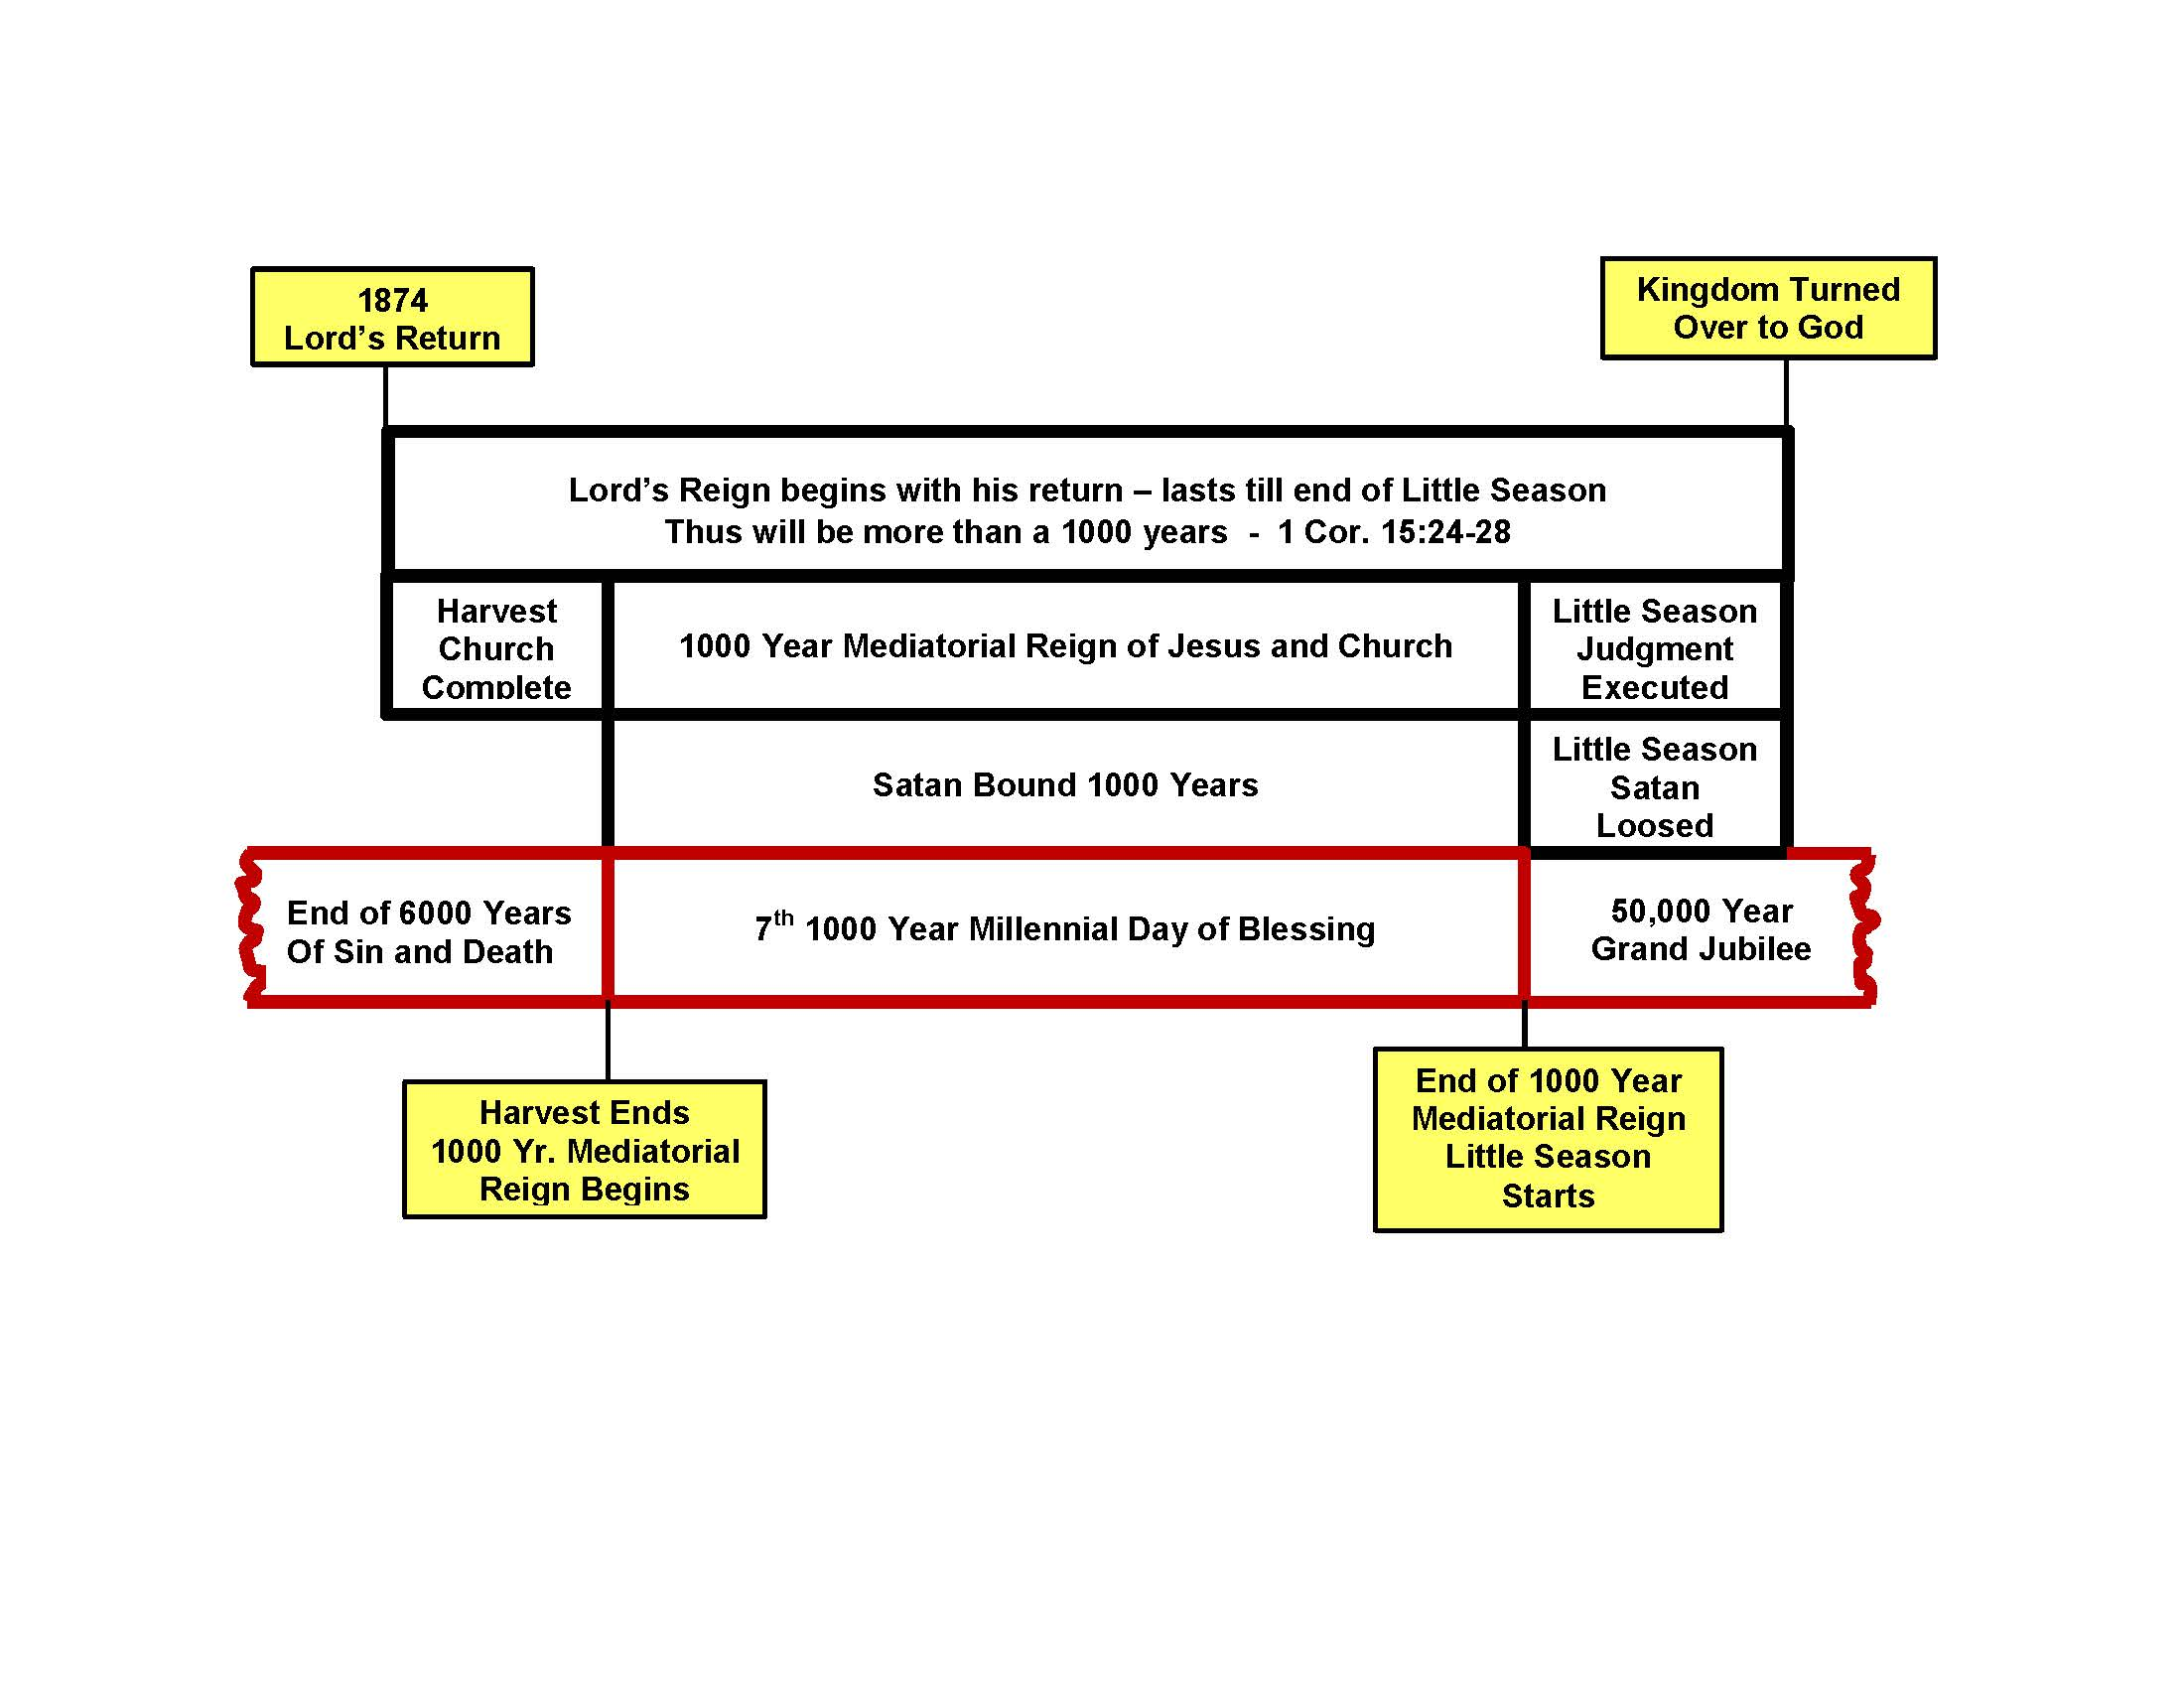 1874
Lord’s Return
Kingdom Turned
Over to God
Lord’s Reign begins with his return – lasts till end of Little Season
Thus will be more than a 1000 years - 1 Cor. 15:24-28
Harvest
Church
Complete
1000 Year Mediatorial Reign of Jesus and Church
Little Season
Judgment
Executed
Satan Bound 1000 Years
Little Season
Satan
Loosed
End of 6000 Years
Of Sin and Death
7th 1000 Year Millennial Day of Blessing
50,000 Year
Grand Jubilee
Harvest Ends
1000 Yr. Mediatorial
Reign Begins
End of 1000 Year
Mediatorial Reign
Little Season
Starts